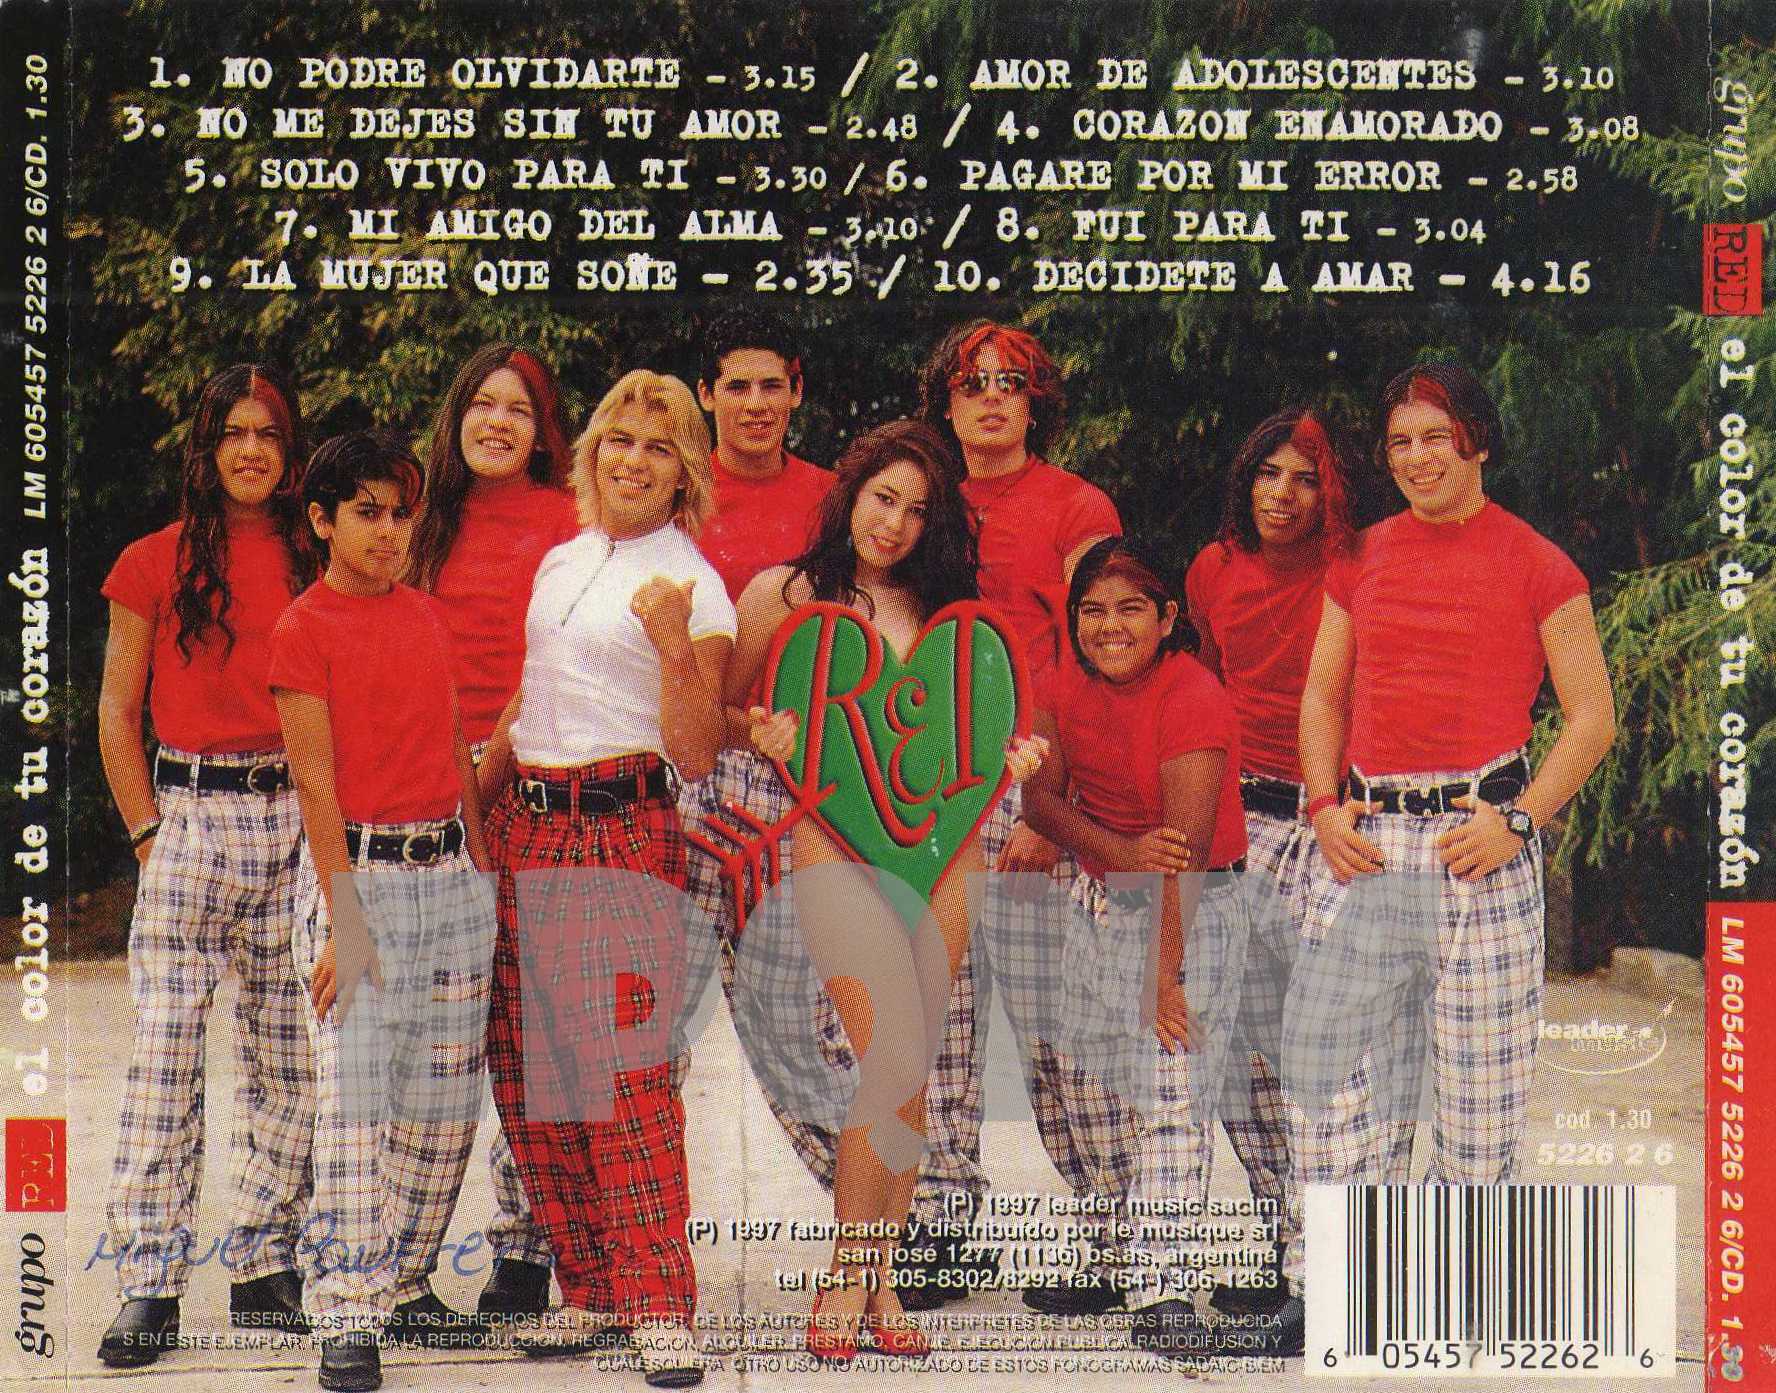 1. NO PODRE OLVIDARTE - 3.15 / 2. AMOR DE ADOLESCENTES - 3.10
3. NO ME DEJES SIN TU AMOR - 2.48 / 4. CORAZON ENAMORADO - 3.08
5. SOLO VIVO PARA TI - 3.30 / 6. PAGARE POR MI ERROR - 2.58
7. MI AMIGO DEL ALMA - 3.10 / 8. FUI PARA TI - 3.04
9. LA MUJER QUE SOÑE - 2.35 / 10. DECIDETE A AMAR - 4.16
grupo RED el color de tu corazón LM 605457 5226 2 6/CD. 1.30
grupo RED el color de tu corazón LM 605457 5226 2 6/CD. 1.30
R&I
leader music
cod 1.30
5226 2 6
(P) 1997 leader music sacim
(P) 1997 fabricado y distribuído por le musique srl
san josé 1277 (1136) bs.as, argentina
tel (54-1) 305-8302/8292 fax (54-) 306-1263
Miguel
RESERVADOS TODOS LOS DERECHOS DEL PRODUCTOR, DE LOS AUTORES Y DE LOS INTERPRETES DE LAS OBRAS REPRODUCIDA
S EN ESTE EJEMPLAR. PROHIBIDA LA REPRODUCCION, REGRABACION, ALQUILER, PRESTAMO, CANJE, EJECUCION PUBLICA, RADIODIFUSION Y
CUALESQUIERA OTRO USO NO AUTORIZADO DE ESTOS FONOGRAMAS SADAIC-BIEM
6 05457 52262 6